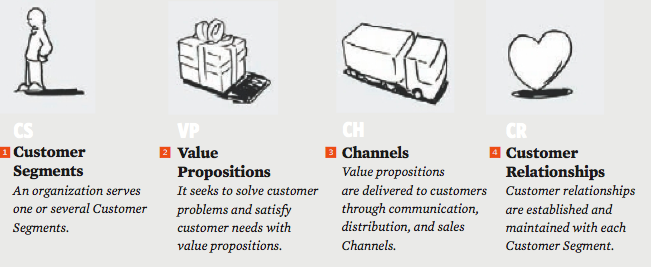 CS
1 Customer
Segments
An organization serves
one or several Customer
Segments.
VP
2 Value
Propositions
It seeks to solve customer
problems and satisfy
customer needs with
value propositions.
CH
3 Channels
Value propositions
are delivered to customers
through communication,
distribution, and sales
Channels.
CR
4 Customer
Relationships
Customer relationships
are established and
maintained with each
Customer Segment.